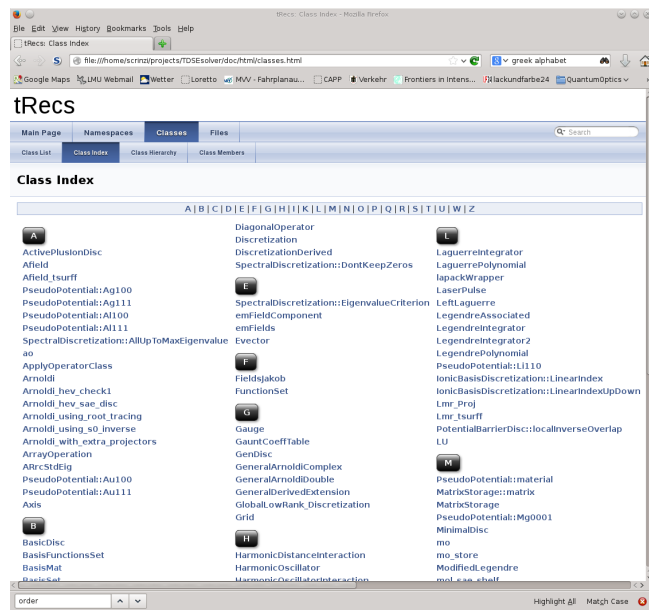 tRecs: Class Index - Mozilla Firefox
File Edit View History Bookmarks Tools Help
tRecs: Class Index
file:///home/scrinzi/projects/TDSEsolver/doc/html/classes.html
greek alphabet
Google Maps LMU Webmail Wetter Loretto MVV - Fahrplanau... CAPP Verkehr Frontiers in Intens... QuantumOptics
tRecs
Main Page Namespaces Classes Files
Search
Class List Class Index Class Hierarchy Class Members
Class Index
A | B | C | D | E | F | G | H | I | K | L | M | N | O | P | Q | R | S | T | U | W | Z
A
ActivePlusIonDisc
Afield
Afield_tsurff
PseudoPotential::Ag100
PseudoPotential::Ag111
PseudoPotential::Al100
PseudoPotential::Al111
SpectralDiscretization::AllUpToMaxEigenvalue
ao
ApplyOperatorClass
Arnoldi
Arnoldi_hev_check1
Arnoldi_hev_sae_disc
Arnoldi_using_root_tracing
Arnoldi_using_s0_inverse
Arnoldi_with_extra_projectors
ArrayOperation
ARrcStdEig
PseudoPotential::Au100
PseudoPotential::Au111
Axis
B
BasicDisc
BasisFunctionsSet
BasisMat
BasisSet
DiagonalOperator
Discretization
DiscretizationDerived
SpectralDiscretization::DontKeepZeros
E
SpectralDiscretization::EigenvalueCriterion
emFieldComponent
emFields
Evector
F
FieldsJakob
FunctionSet
G
Gauge
GauntCoeffTable
GenDisc
GeneralArnoldiComplex
GeneralArnoldiDouble
GeneralDerivedExtension
GlobalLowRank_Discretization
Grid
H
HarmonicDistanceInteraction
HarmonicOscillator
HarmonicOscillatorInteraction
L
LaguerreIntegrator
LaguerrePolynomial
lapackWrapper
LaserPulse
LeftLaguerre
LegendreAssociated
LegendreIntegrator
LegendreIntegrator2
LegendrePolynomial
PseudoPotential::Li110
IonicBasisDiscretization::LinearIndex
IonicBasisDiscretization::LinearIndexUpDown
Lmr_Proj
Lmr_tsurff
PotentialBarrierDisc::localInverseOverlap
LU
M
PseudoPotential::material
MatrixStorage::matrix
MatrixStorage
PseudoPotential::Mg0001
MinimalDisc
mo
mo_store
ModifiedLegendre
mol_sae_shelf
order
Highlight All Match Case